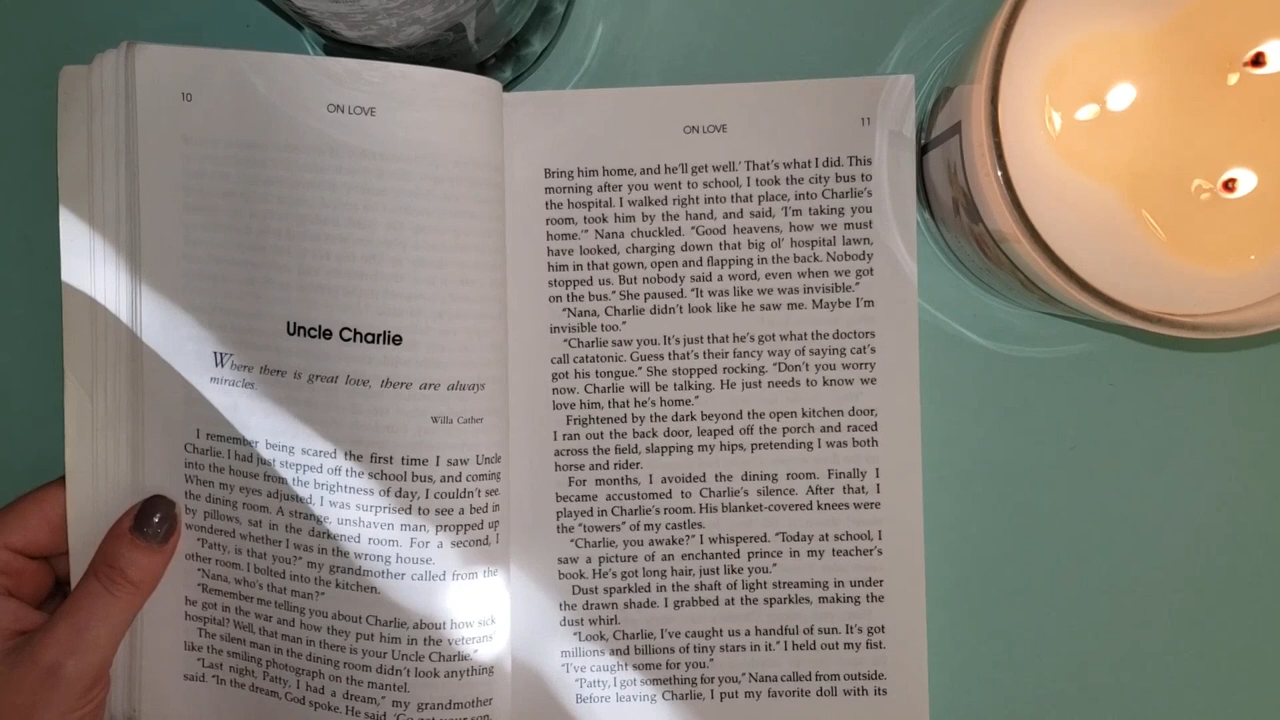 10
ON LOVE
Uncle Charlie
Where there is great love, there are always
miracles.
Willa Cather
I remember being scared the first time I saw Uncle
Charlie. I had just stepped off the school bus, and coming
into the house from the brightness of day, I couldn't see.
When my eyes adjusted, I was surprised to see a bed in
the dining room. A strange, unshaven man, propped up
by pillows, sat in the darkened room. For a second, I
wondered whether I was in the wrong house.
"Patty, is that you?" my grandmother called from the
other room. I bolted into the kitchen.
"Nana, who's that man?"
"Remember me telling you about Charlie, about how sick
he got in the war and how they put him in the veterans'
hospital? Well, that man in there is your Uncle Charlie."
The silent man in the dining room didn't look anything
like the smiling photograph on the mantel.
"Last night, Patty, I had a dream," my grandmother
said. "In the dream, God spoke. He said, 'Go get your son.
ON LOVE
11
Bring him home, and he'll get well.' That's what I did. This
morning after you went to school, I took the city bus to
the hospital. I walked right into that place, into Charlie's
room, took him by the hand, and said, 'I'm taking you
home.'" Nana chuckled. "Good heavens, how we must
have looked, charging down that big ol' hospital lawn,
him in that gown, open and flapping in the back. Nobody
stopped us. But nobody said a word, even when we got
on the bus." She paused. "It was like we was invisible."
"Nana, Charlie didn't look like he saw me. Maybe I'm
invisible too."
"Charlie saw you. It's just that he's got what the doctors
call catatonic. Guess that's their fancy way of saying cat's
got his tongue." She stopped rocking. "Don't you worry
now. Charlie will be talking. He just needs to know we
love him, that he's home."
Frightened by the dark beyond the open kitchen door,
I ran out the back door, leaped off the porch and raced
across the field, slapping my hips, pretending I was both
horse and rider.
For months, I avoided the dining room. Finally I
became accustomed to Charlie's silence. After that, I
played in Charlie's room. His blanket-covered knees were
the "towers" of my castles.
"Charlie, you awake?" I whispered. "Today at school, I
saw a picture of an enchanted prince in my teacher's
book. He's got long hair, just like you."
Dust sparkled in the shaft of light streaming in under
the drawn shade. I grabbed at the sparkles, making the
dust whirl.
"Look, Charlie, I've caught us a handful of sun. It's got
millions and billions of tiny stars in it." I held out my fist.
"I've caught some for you."
"Patty, I got something for you," Nana called from outside.
Before leaving Charlie, I put my favorite doll with its